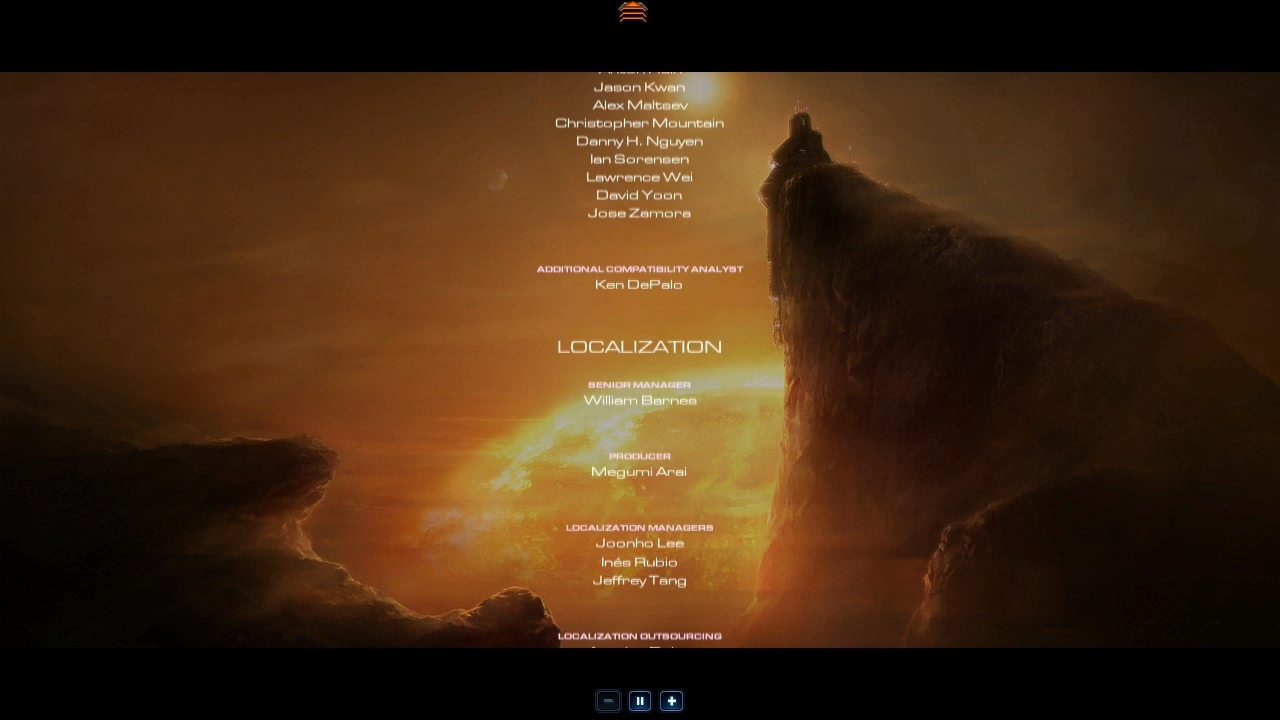 Jason Kwan
Alex Maltsev
Christopher Mountain
Danny H. Nguyen
Ian Sorensen
Lawrence Wei
David Yoon
Jose Zamora
ADDITIONAL COMPATIBILITY ANALYST
Ken DePalo
LOCALIZATION
SENIOR MANAGER
William Barnes
PRODUCER
Megumi Arai
LOCALIZATION MANAGERS
Joonho Lee
Inés Rubio
Jeffrey Tang
LOCALIZATION OUTSOURCING